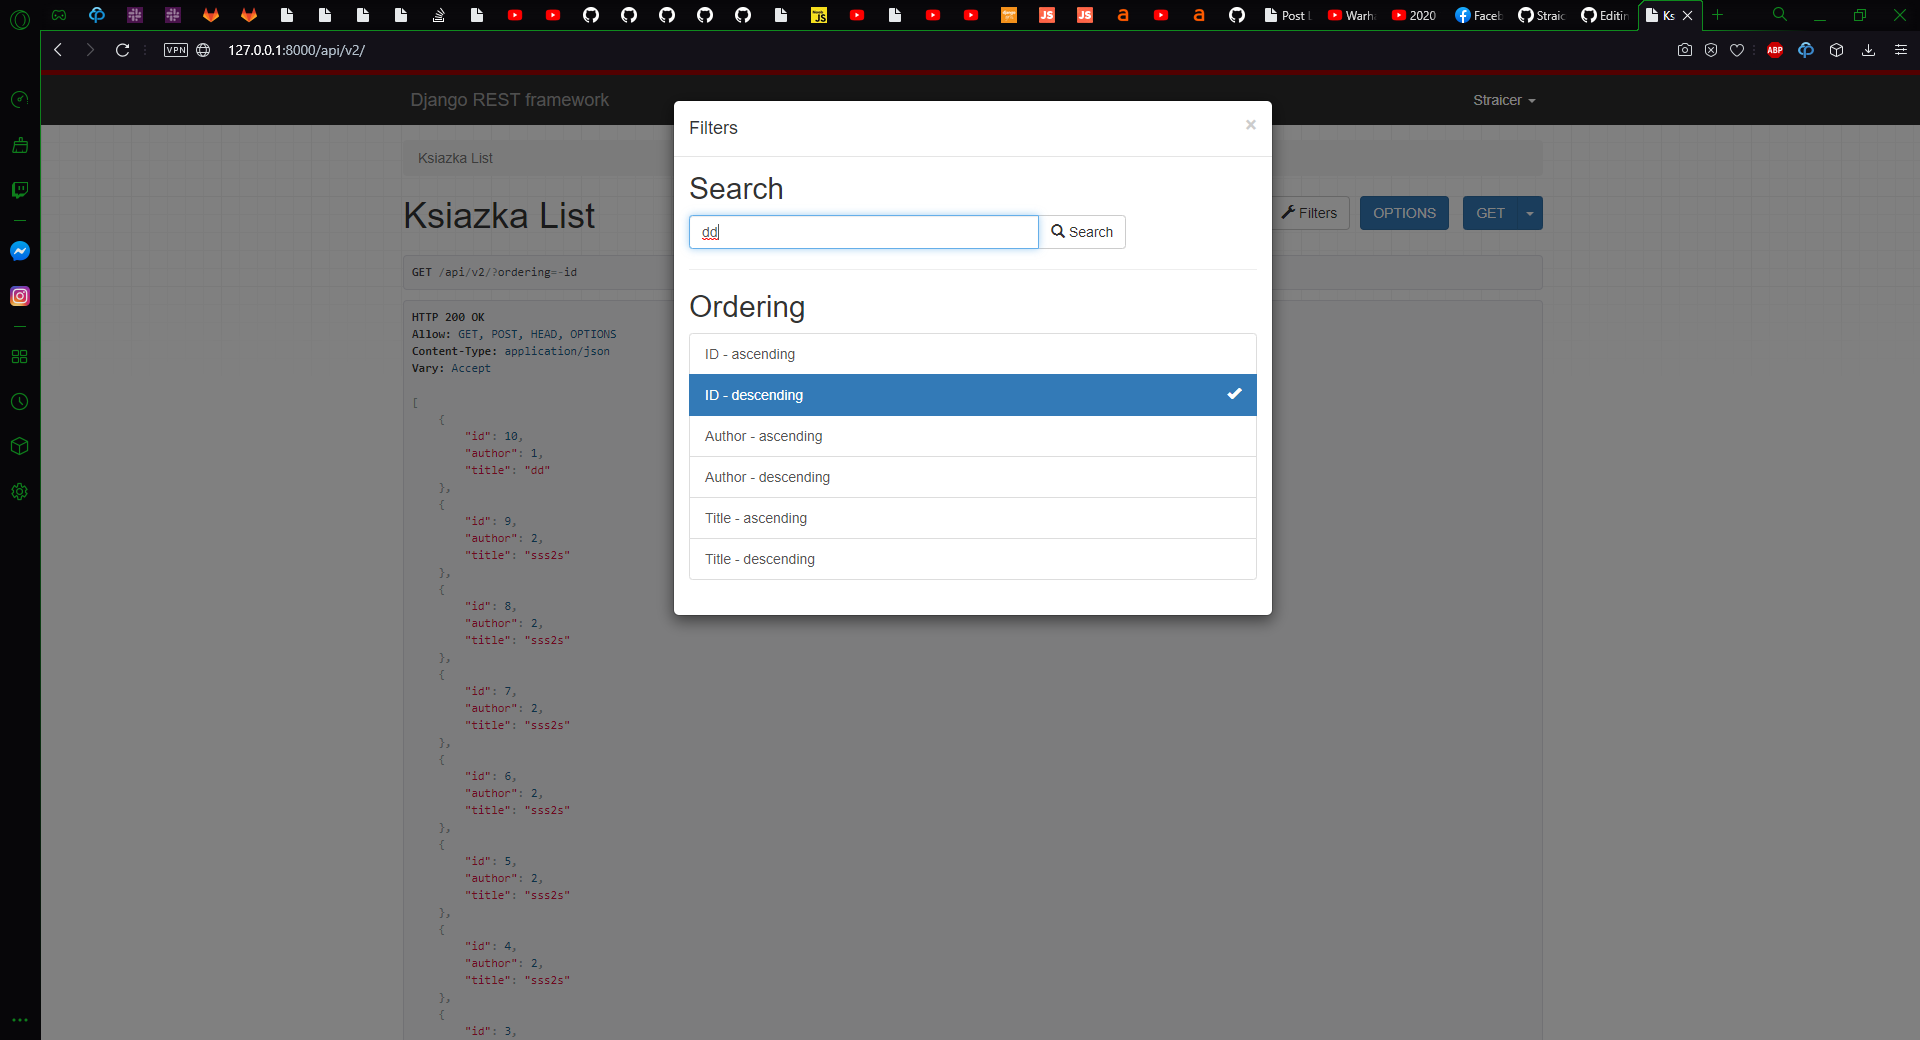 JS
JS
JS
Post
Warh
2020
Faceb
Straic
Editin
Ks
VPN
127.0.0.1:8000/api/v2/
ABP
Django REST framework
Straicer
Filters
Ksiazka List
Search
Ksiazka List
Filters
OPTIONS
GET
dd
Search
GET /api/v2/?ordering=-id
Ordering
HTTP 200 OK
Allow: GET, POST, HEAD, OPTIONS
Content-Type: application/json
Vary: Accept
ID - ascending
ID - descending
Author - ascending
Author - descending
Title - ascending
Title - descending
[
{
"id": 10,
"author": 1,
"title": "dd"
},
{
"id": 9,
"author": 2,
"title": "sss2s"
},
{
"id": 8,
"author": 2,
"title": "sss2s"
},
{
"id": 7,
"author": 2,
"title": "sss2s"
},
{
"id": 6,
"author": 2,
"title": "sss2s"
},
{
"id": 5,
"author": 2,
"title": "sss2s"
},
{
"id": 4,
"author": 2,
"title": "sss2s"
},
{
"id": 3,